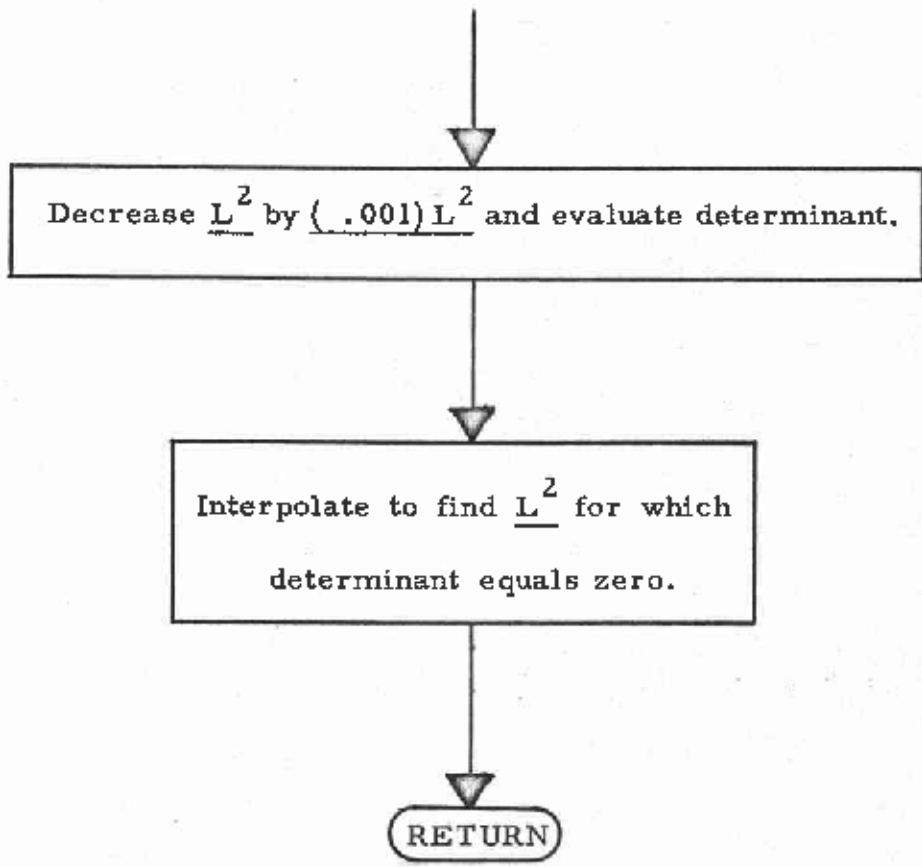 Decrease L² by ( .001) L² and evaluate determinant.
Interpolate to find L² for which
determinant equals zero.
RETURN